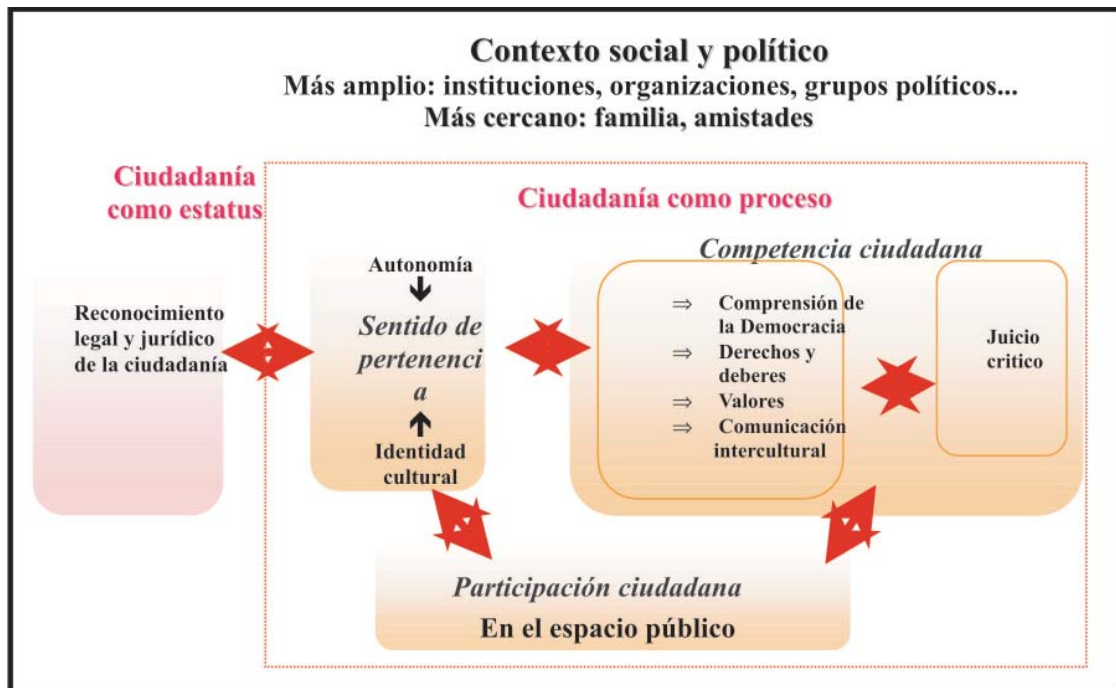 Contexto social y político
Más amplio: instituciones, organizaciones, grupos políticos...
Más cercano: familia, amistades
Ciudadanía
como estatus
Ciudadanía como proceso
Reconocimiento
legal y jurídico
de la ciudadanía
Autonomía
Sentido de
pertenenci
a
Identidad
cultural
Competencia ciudadana
⇒ Comprensión de
la Democracia
⇒ Derechos y
deberes
⇒ Valores
⇒ Comunicación
intercultural
Juicio
critico
Participación ciudadana
En el espacio público